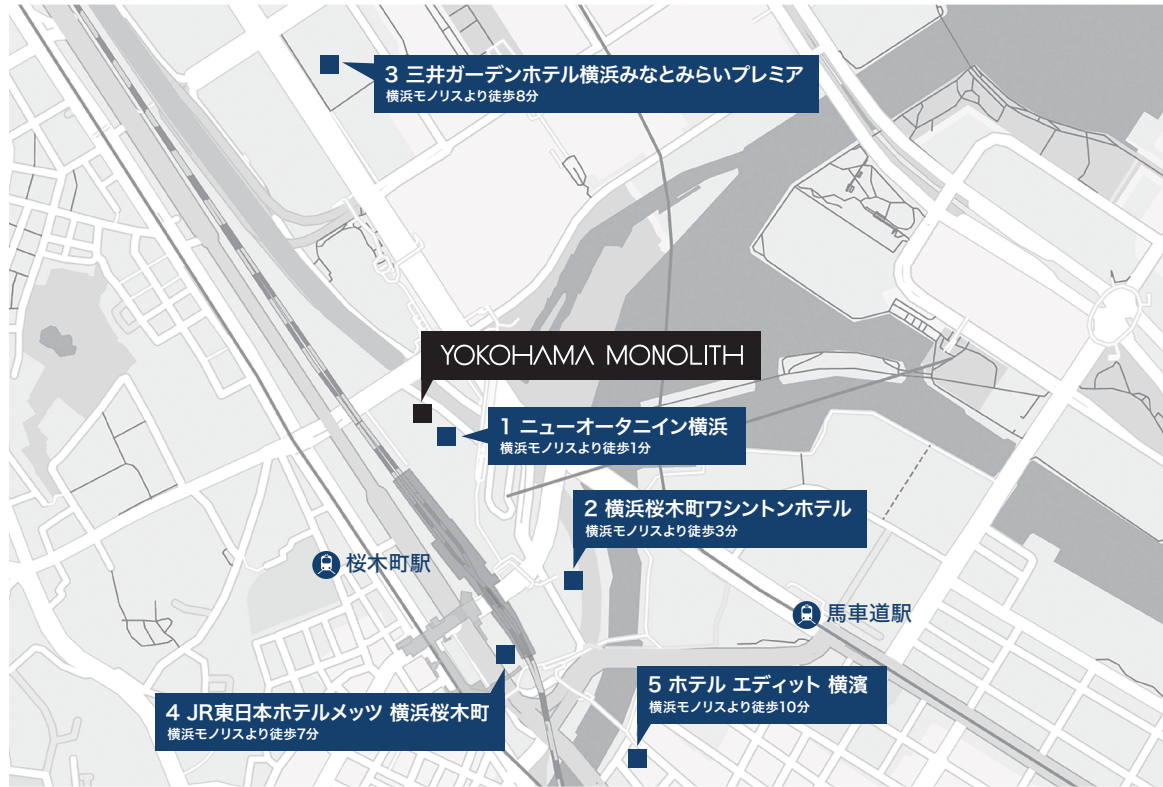 3 三井ガーデンホテル横浜みなとみらいプレミア
横浜モノリスより徒歩8分
YOKOHAMA MONOLITH
1 ニューオータニイン横浜
横浜モノリスより徒歩1分
2 横浜桜木町ワシントンホテル
横浜モノリスより徒歩3分
桜木町駅
馬車道駅
5 ホテル エディット 横濱
横浜モノリスより徒歩10分
4 JR東日本ホテルメッツ 横浜桜木町
横浜モノリスより徒歩7分